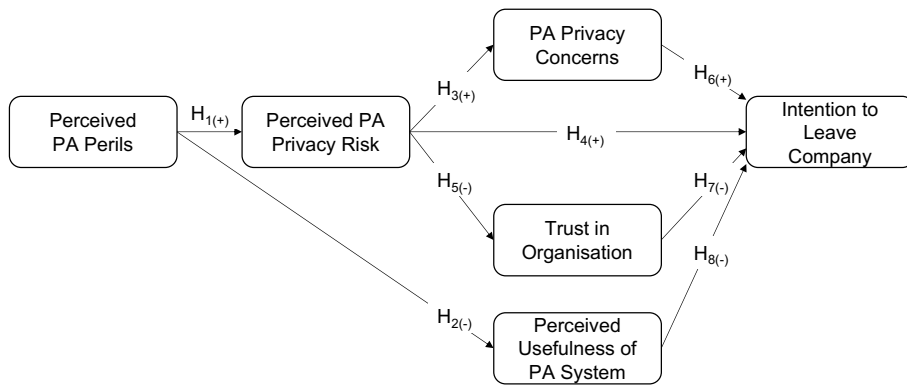 PA Privacy
Concerns
H6(+)
H3(+)
Perceived
PA Perils
H1(+)
Perceived PA
Privacy Risk
H4(+)
Intention to
Leave
Company
H5(-)
H7(-)
Trust in
Organisation
H8(-)
H2(-)
Perceived
Usefulness of
PA System